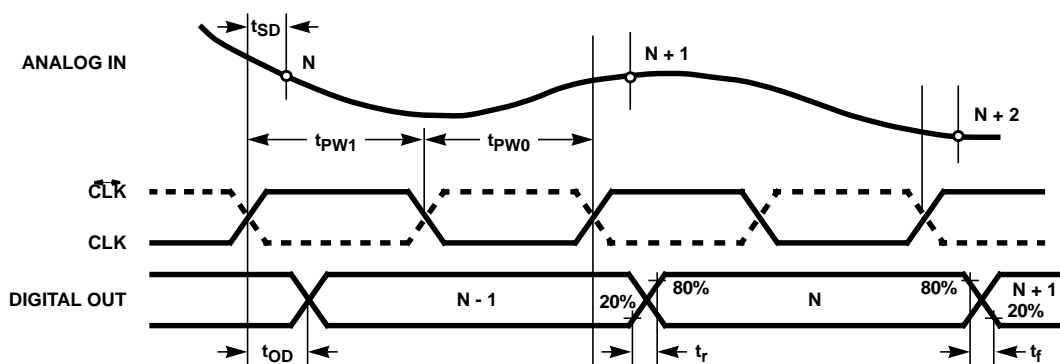 tSD
N
N + 1
ANALOG IN
N + 2
tPW1
tPW0
CLK
CLK
DIGITAL OUT
N - 1
20%
80%
N
80%
N + 1
20%
tOD
tr
tf